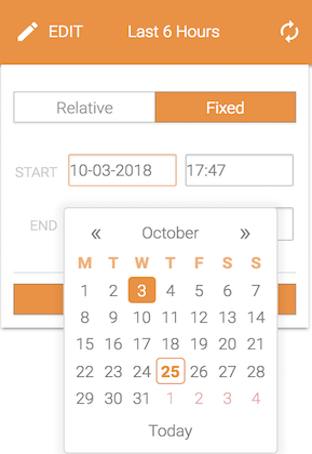 EDIT Last 6 Hours
Relative Fixed
START 10-03-2018 17:47
END
« October »
M T W T F S S
1 2 3 4 5 6 7
8 9 10 11 12 13 14
15 16 17 18 19 20 21
22 23 24 25 26 27 28
29 30 31 1 2 3 4
Today